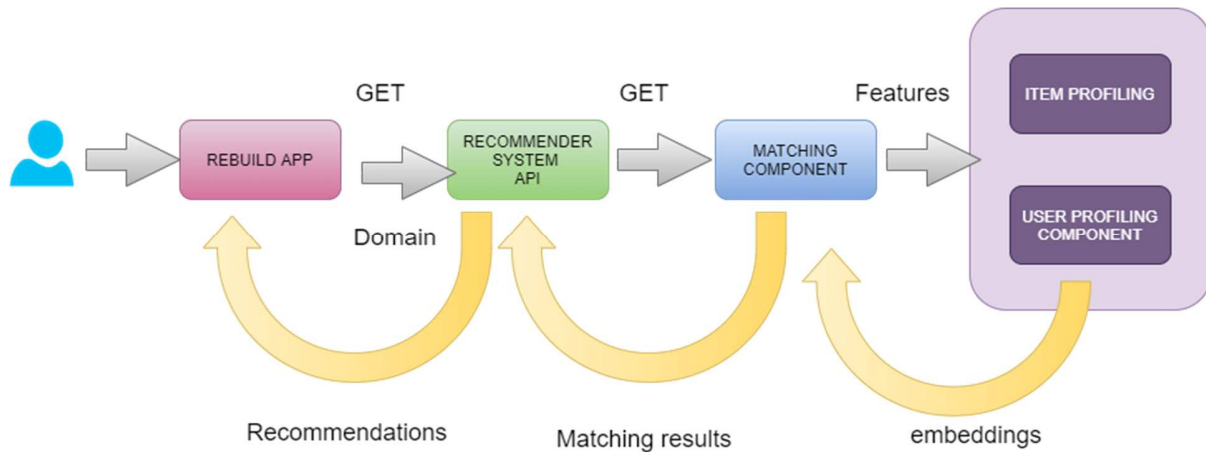 GET
GET
Features
ITEM PROFILING
REBUILD APP
RECOMMENDER
SYSTEM
API
MATCHING
COMPONENT
Domain
USER PROFILING
COMPONENT
Recommendations
Matching results
embeddings